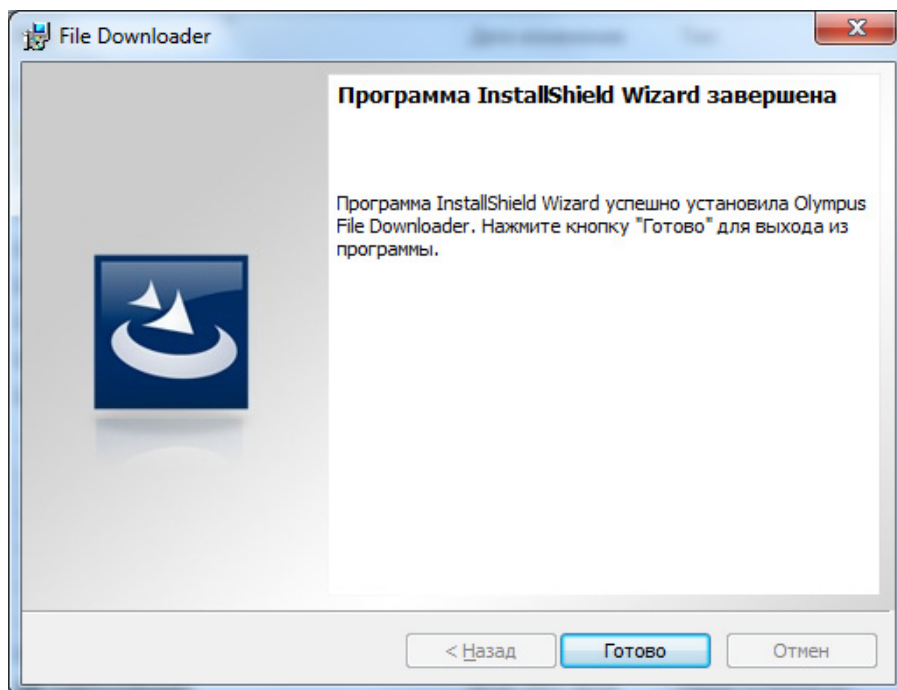 File Downloader
Программа InstallShield Wizard завершена
Программа InstallShield Wizard успешно установила Olympus
File Downloader. Нажмите кнопку "Готово" для выхода из
программы.
< Назад
Готово
Отмен